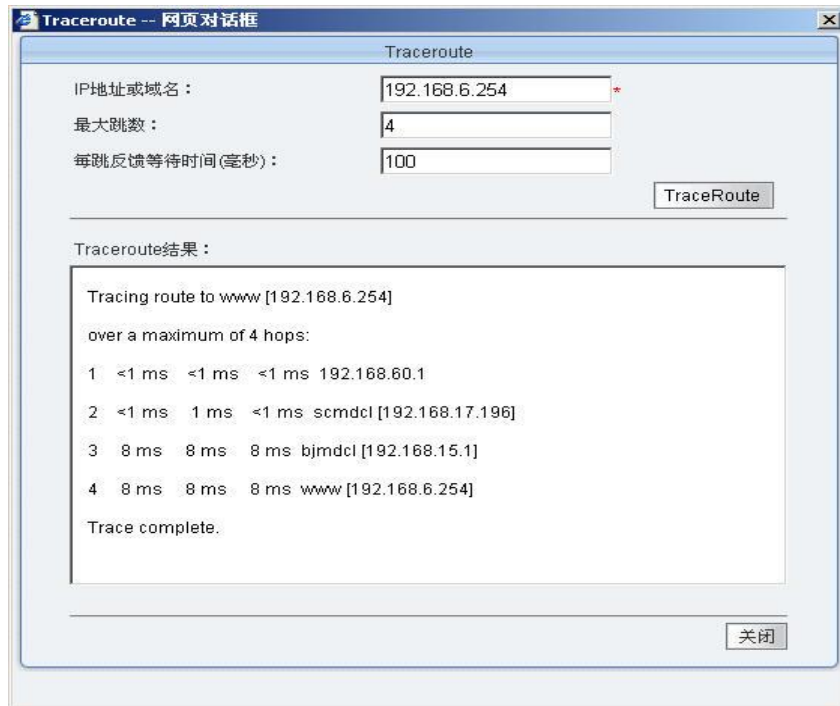 Traceroute -- 网页对话框
Traceroute
IP地址或域名： 192.168.6.254 *
最大跳数： 4
每跳反馈等待时间(毫秒)： 100
TraceRoute
Traceroute结果：
Tracing route to www [192.168.6.254]
over a maximum of 4 hops:
1 <1 ms <1 ms <1 ms 192.168.60.1
2 <1 ms 1 ms <1 ms scmdcl [192.168.17.196]
3 8 ms 8 ms 8 ms bjmdcl [192.168.15.1]
4 8 ms 8 ms 8 ms www [192.168.6.254]
Trace complete.
关闭